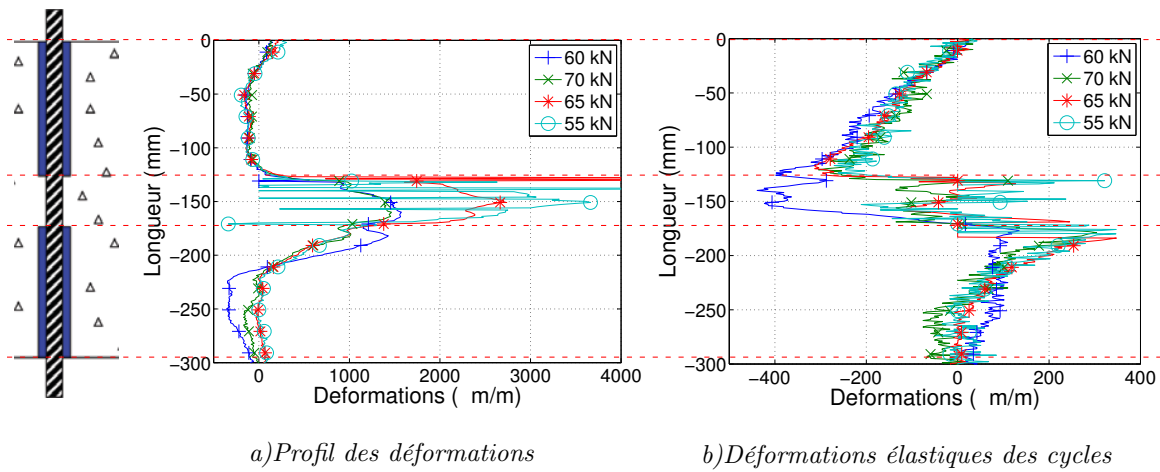 0
−50
−100
−150
−200
−250
−300
Longueur (mm)
0 1000 2000 3000 4000
Deformations ( m/m)
60 kN
70 kN
65 kN
55 kN
0
−50
−100
−150
−200
−250
−300
Longueur (mm)
−400 −200 0 200 400
Deformations ( m/m)
60 kN
70 kN
65 kN
55 kN
a)Profil des déformations
b)Déformations élastiques des cycles